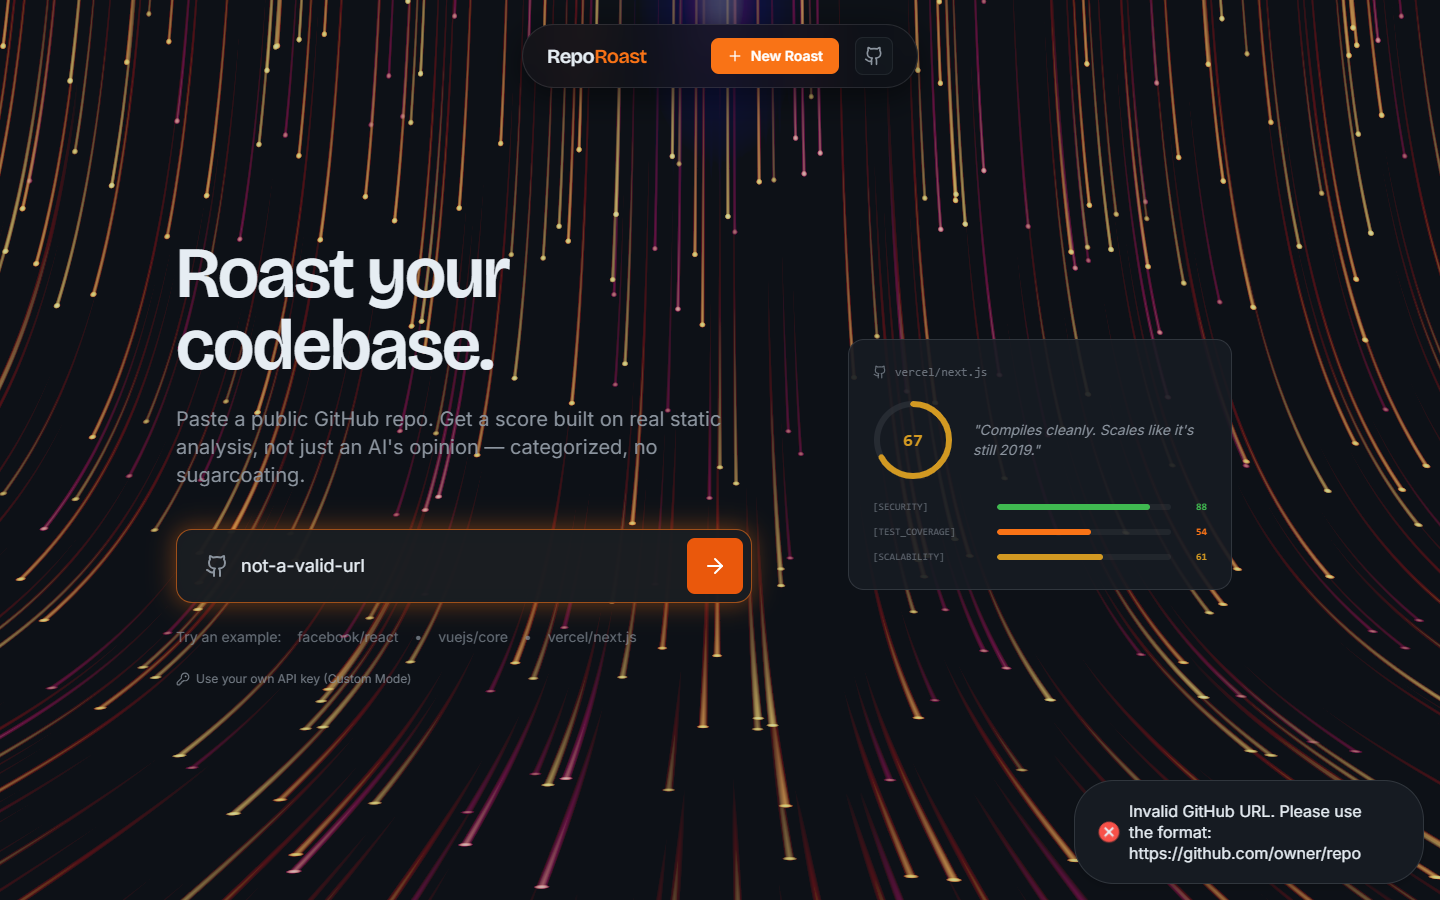 RepoRoast
New Roast
Roast your
codebase.
Paste a public GitHub repo. Get a score built on real static
analysis, not just an AI's opinion — categorized, no
sugarcoating.
not-a-valid-url
Try an example: facebook/react • vuejs/core • vercel/next.js
Use your own API key (Custom Mode)
vercel/next.js
67
"Compiles cleanly. Scales like it's
still 2019."
[SECURITY] 88
[TEST_COVERAGE] 54
[SCALABILITY] 61
Invalid GitHub URL. Please use
the format:
https://github.com/owner/repo